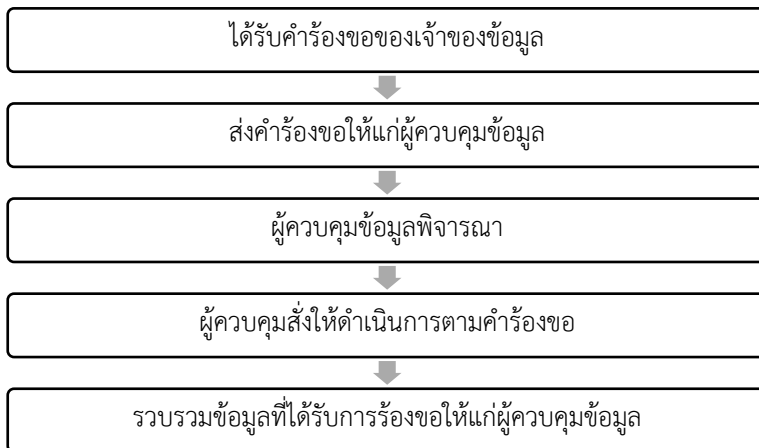 ได้รับคำร้องขอของเจ้าของข้อมูล
ส่งคำร้องขอให้แก่ผู้ควบคุมข้อมูล
ผู้ควบคุมข้อมูลพิจารณา
ผู้ควบคุมสั่งให้ดำเนินการตามคำร้องขอ
รวบรวมข้อมูลที่ได้รับการร้องขอให้แก่ผู้ควบคุมข้อมูล